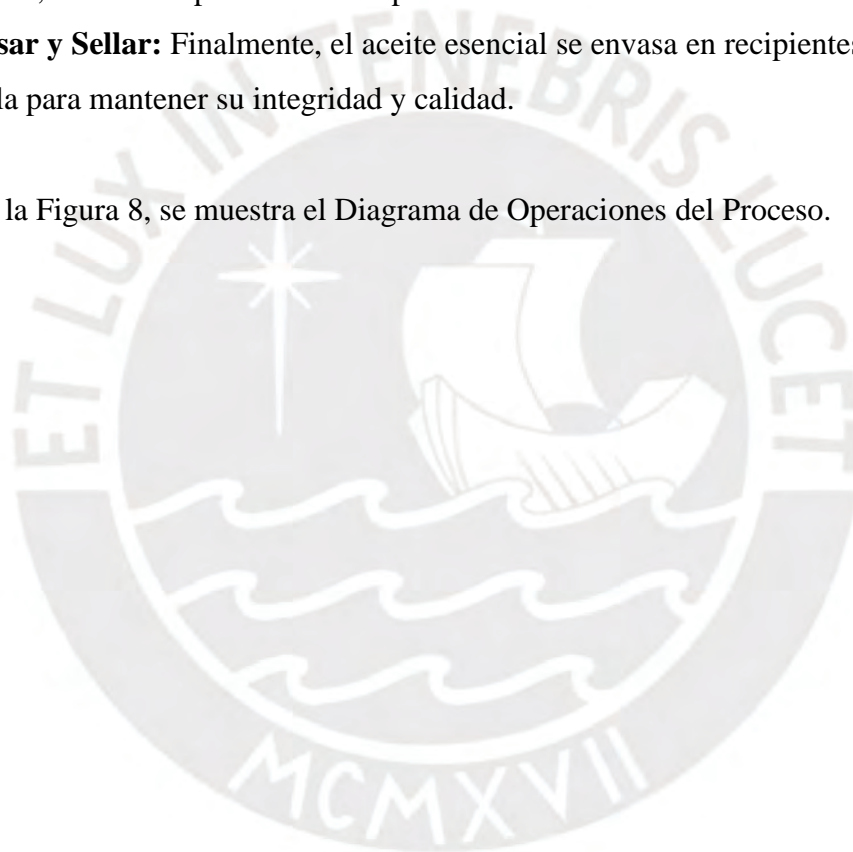 sar y Sellar: Finalmente, el aceite esencial se envasa en recipientes
la para mantener su integridad y calidad.
la Figura 8, se muestra el Diagrama de Operaciones del Proceso.
ET LUX IN TENEBRIS LUCET
MCMXVII